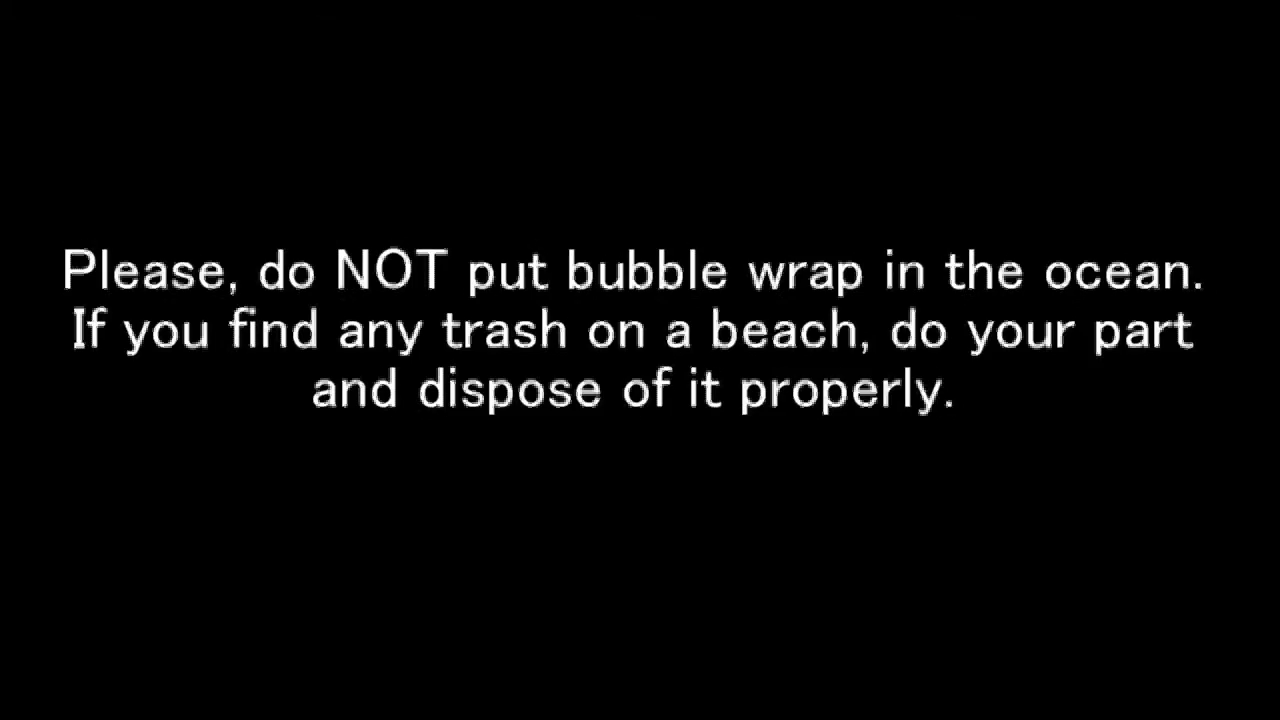 Please, do NOT put bubble wrap in the ocean.
If you find any trash on a beach, do your part
and dispose of it properly.